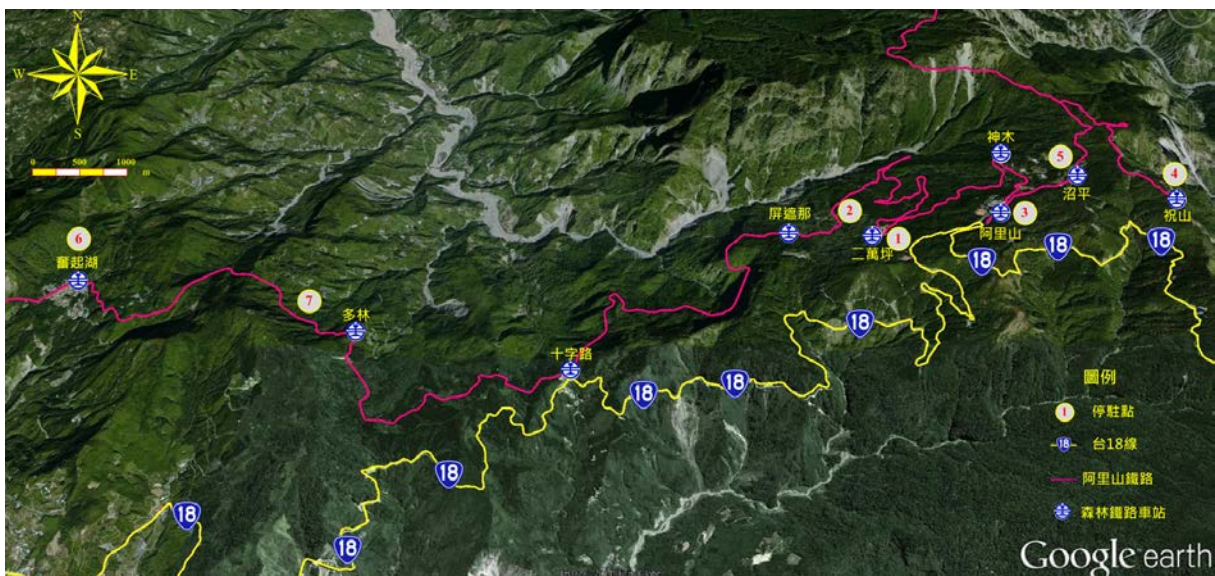 N
W
E
S
0 500 1000
m
神木
5
4
沼平
祝山
屏遮那
2
3
阿里山
1
二萬坪
18
18
18
6
奮起湖
7
多林
18
十字路
18
18
18
18
18
圖例
1 停駐點
18 台18線
阿里山鐵路
森林鐵路車站
Google earth